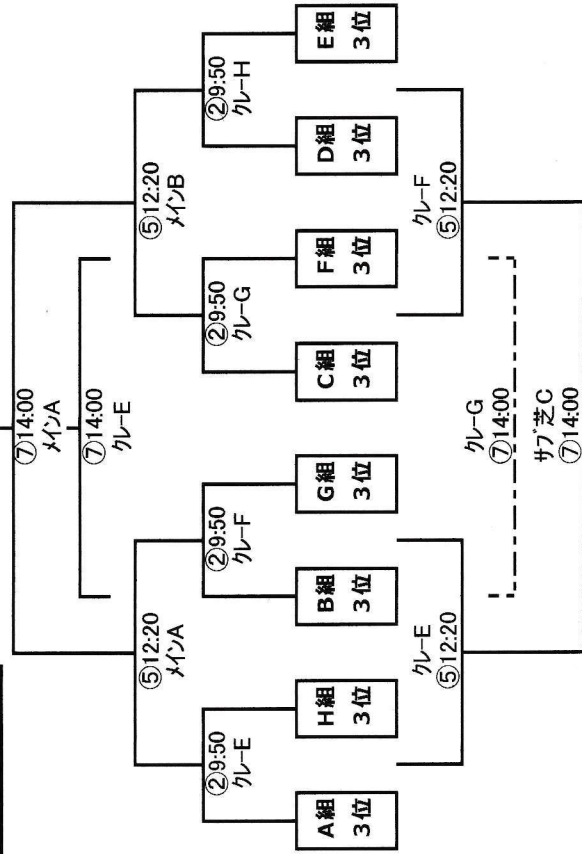 ⑦14:00
メインA
⑦14:00
クレーE
⑤12:20
メインA
⑤12:20
メインB
②9:50
クレーE
②9:50
クレーF
②9:50
クレーG
②9:50
クレーH
A組
3位
H組
3位
B組
3位
G組
3位
C組
3位
F組
3位
D組
3位
E組
3位
クレーE
⑤12:20
クレーF
⑤12:20
クレーG
⑦14:00
サブ芝C
⑦14:00